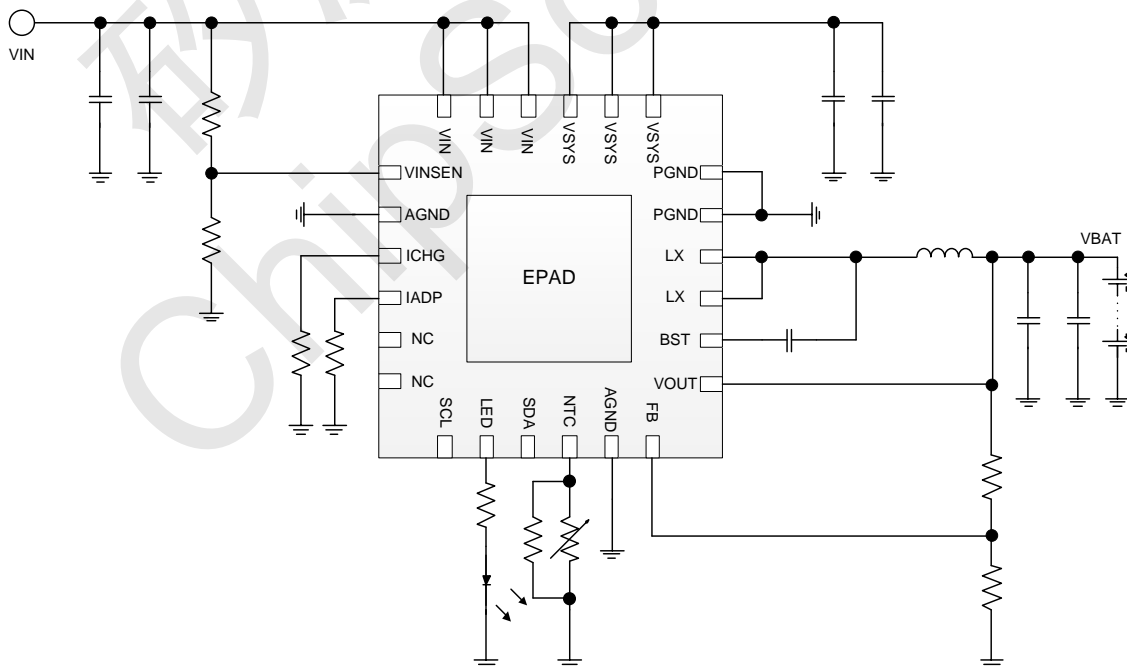 VIN
VIN
VIN
VIN
VSYS
VSYS
VSYS
VINSEN
PGND
AGND
PGND
ICHG
LX
VBAT
EPAD
IADP
LX
NC
BST
NC
VOUT
SCL
LED
SDA
NTC
AGND
FB